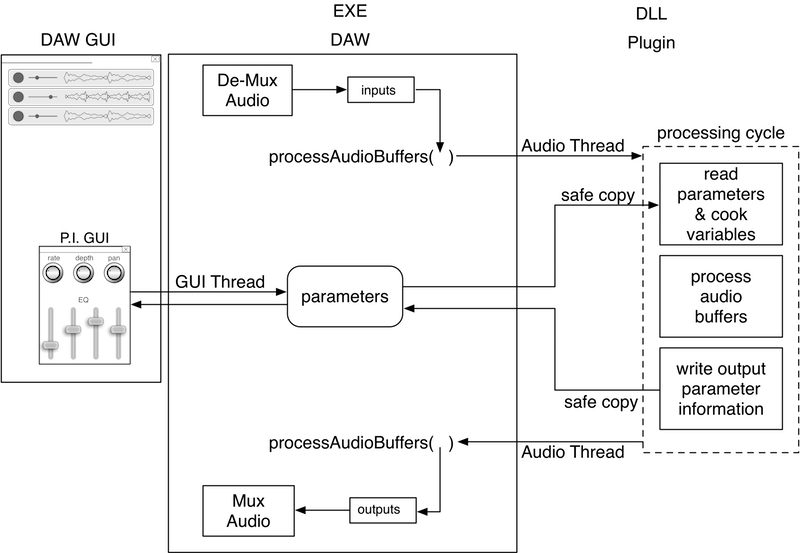 EXE
DLL
DAW GUI
DAW
Plugin
De-Mux
Audio
inputs
processAudioBuffers( )
Audio Thread
processing cycle
safe copy
read
parameters
& cook
variables
P.I. GUI
rate depth pan
EQ
GUI Thread
parameters
process
audio
buffers
write output
parameter
information
safe copy
processAudioBuffers( )
Audio Thread
Mux
Audio
outputs